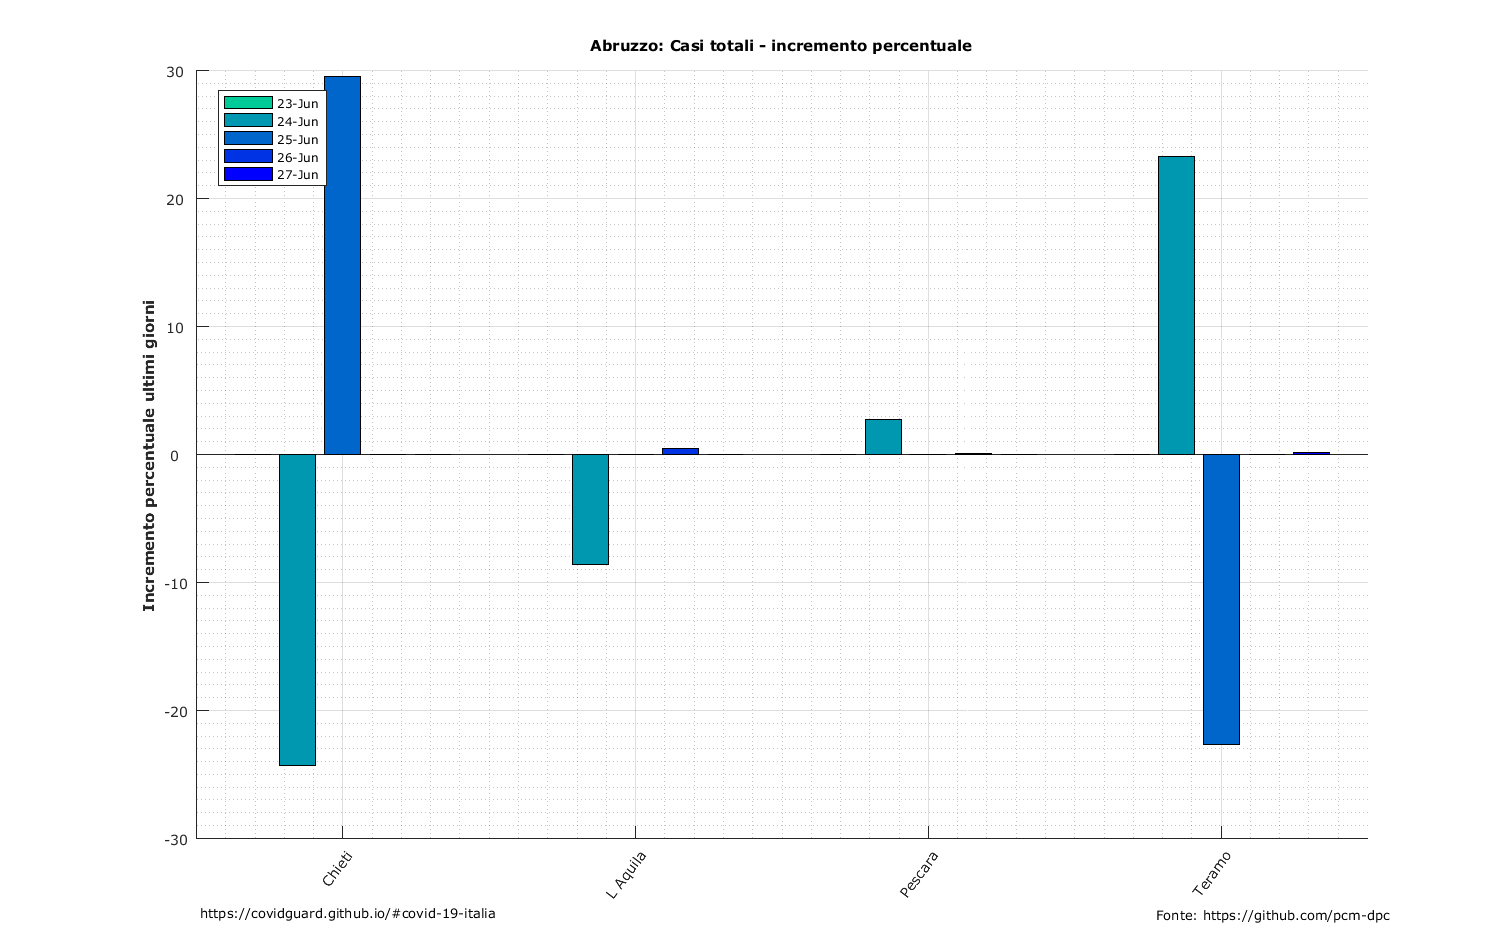 Abruzzo: Casi totali - incremento percentuale
Incremento percentuale ultimi giorni
30
20
10
0
-10
-20
-30
23-Jun
24-Jun
25-Jun
26-Jun
27-Jun
Chieti
L Aquila
Pescara
Teramo
https://covidguard.github.io/#covid-19-italia
Fonte: https://github.com/pcm-dpc